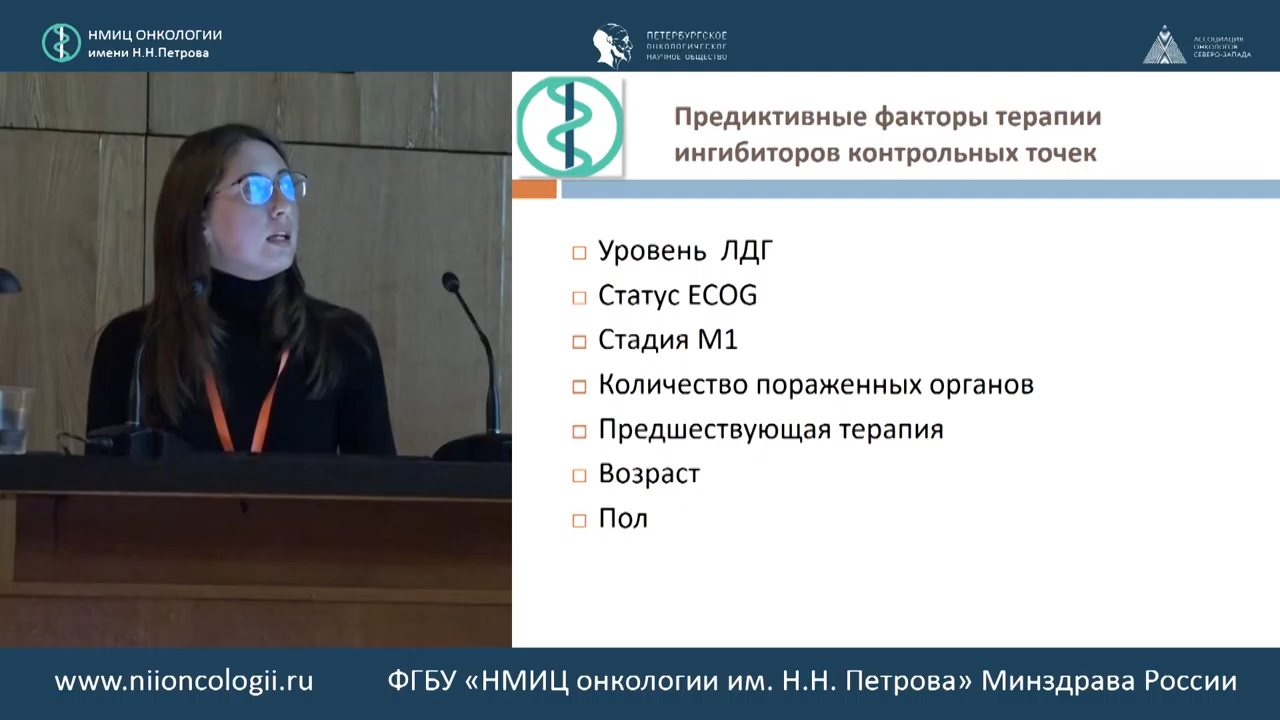 НМИЦ ОНКОЛОГИИ
имени Н.Н.Петрова
ПЕТЕРБУРГСКОЕ
ОНКОЛОГИЧЕСКОЕ
НАУЧНОЕ ОБЩЕСТВО
АССОЦИАЦИЯ
ОНКОЛОГОВ
СЕВЕРО-ЗАПАДА
Предиктивные факторы терапии
ингибиторов контрольных точек
Уровень ЛДГ
Статус ECOG
Стадия М1
Количество пораженных органов
Предшествующая терапия
Возраст
Пол
www.niioncologii.ru
ФГБУ «НМИЦ онкологии им. Н.Н. Петрова» Минздрава России